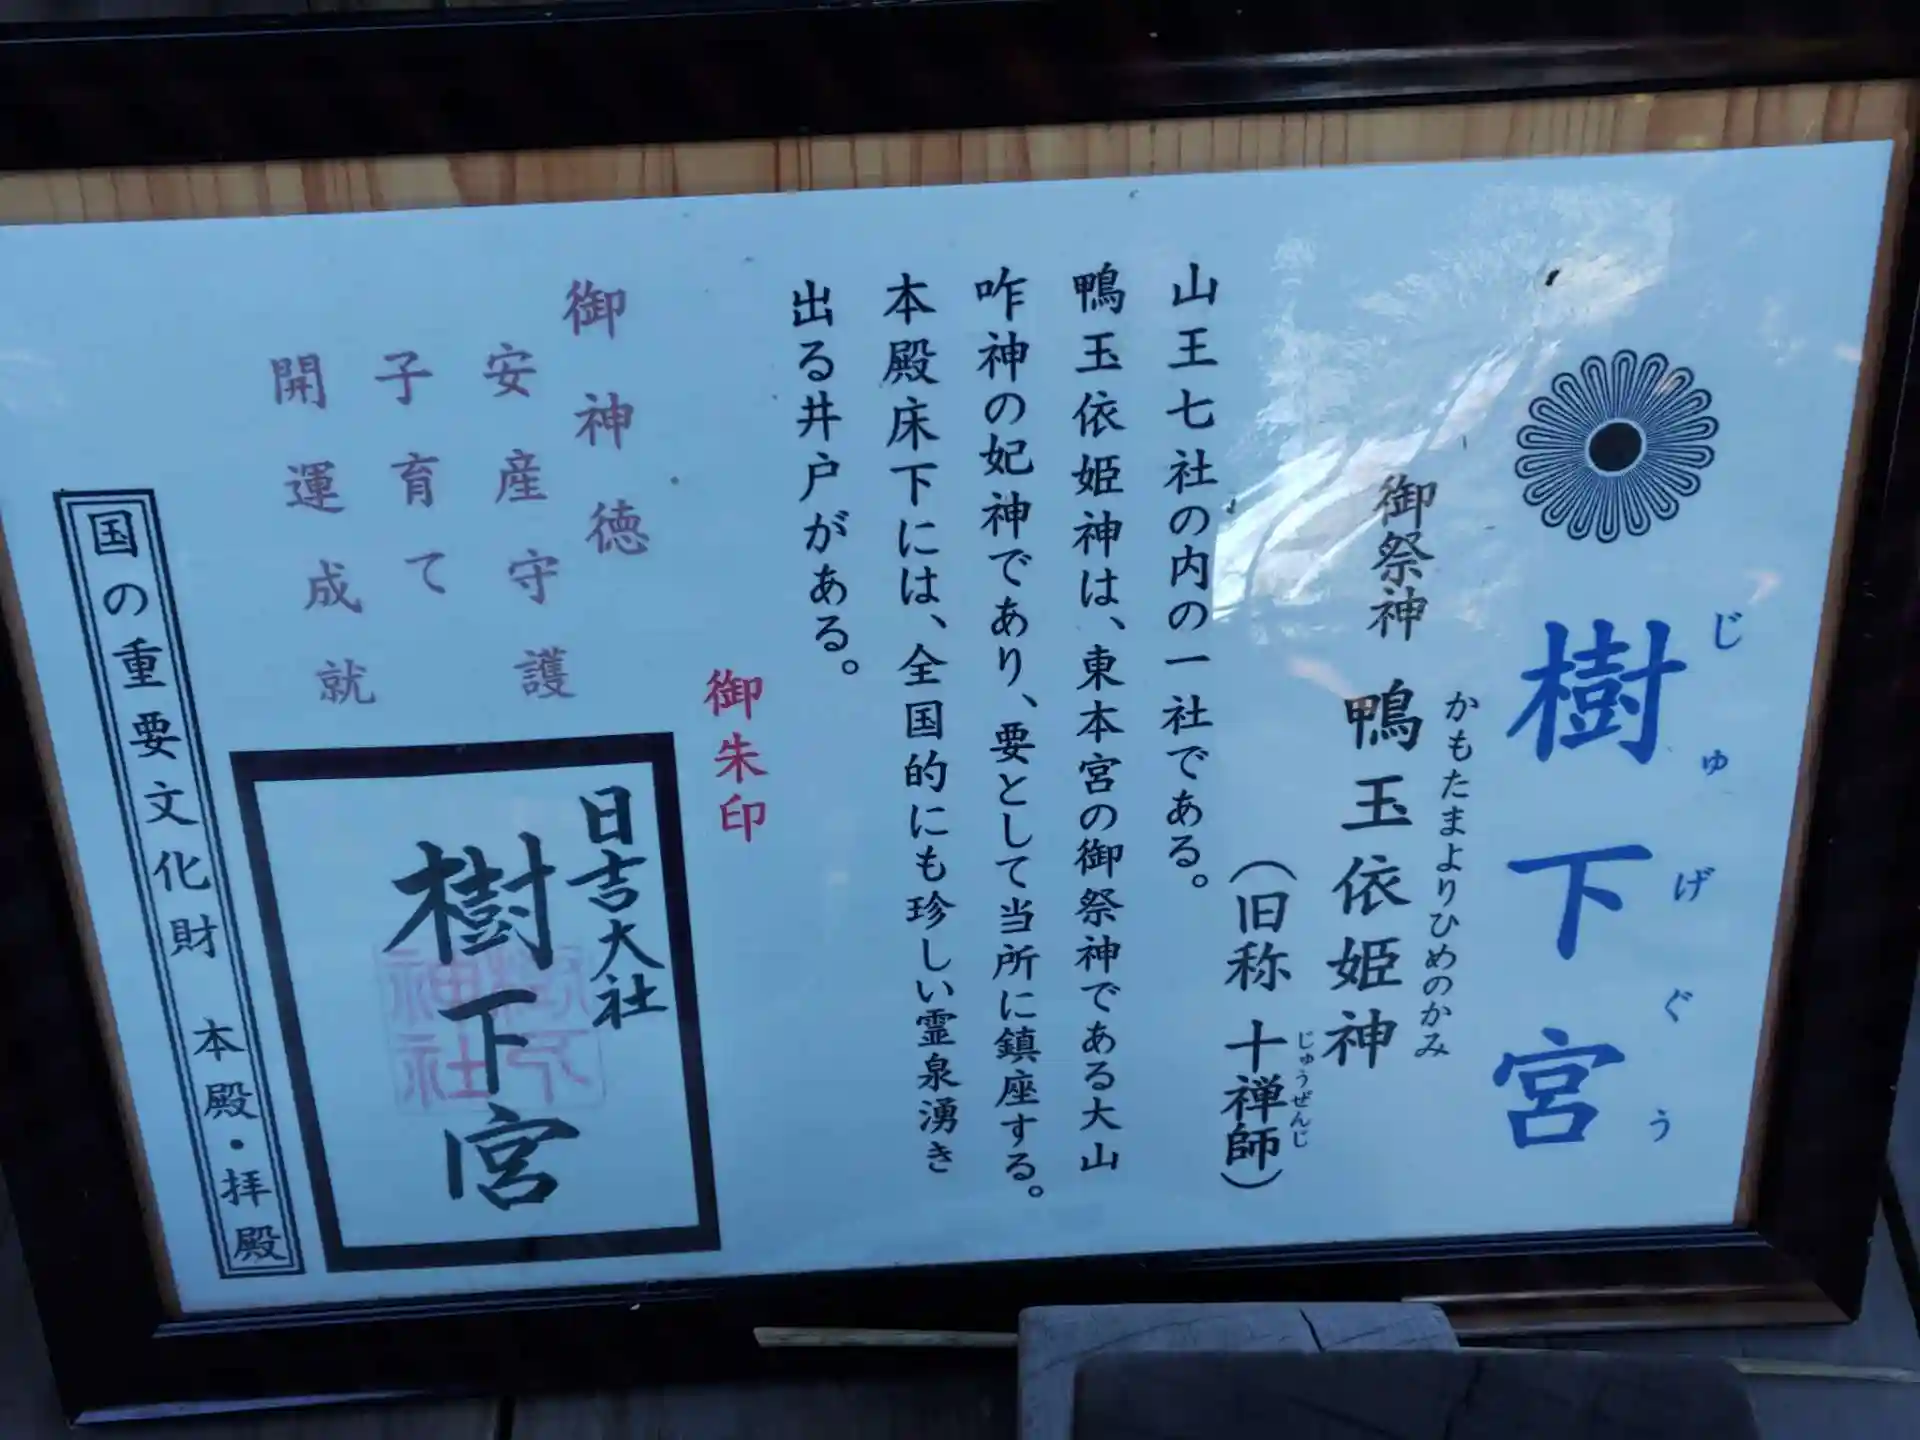 樹下宮
じゅげぐう
御祭神 鴨玉依姫神
かもたまよりひめのかみ
(旧称 十禅師)
じゅうぜんじ
山王七社の内の一社である。
鴨玉依姫神は、東本宮の御祭神である大山
咋神の妃神であり、要として当所に鎮座する。
本殿床下には、全国的にも珍しい霊泉湧き
出る井戸がある。
御朱印
御神徳
安産守護
子育て
開運成就
日吉大社
樹下宮
樹下
神社
国の重要文化財 本殿・拝殿